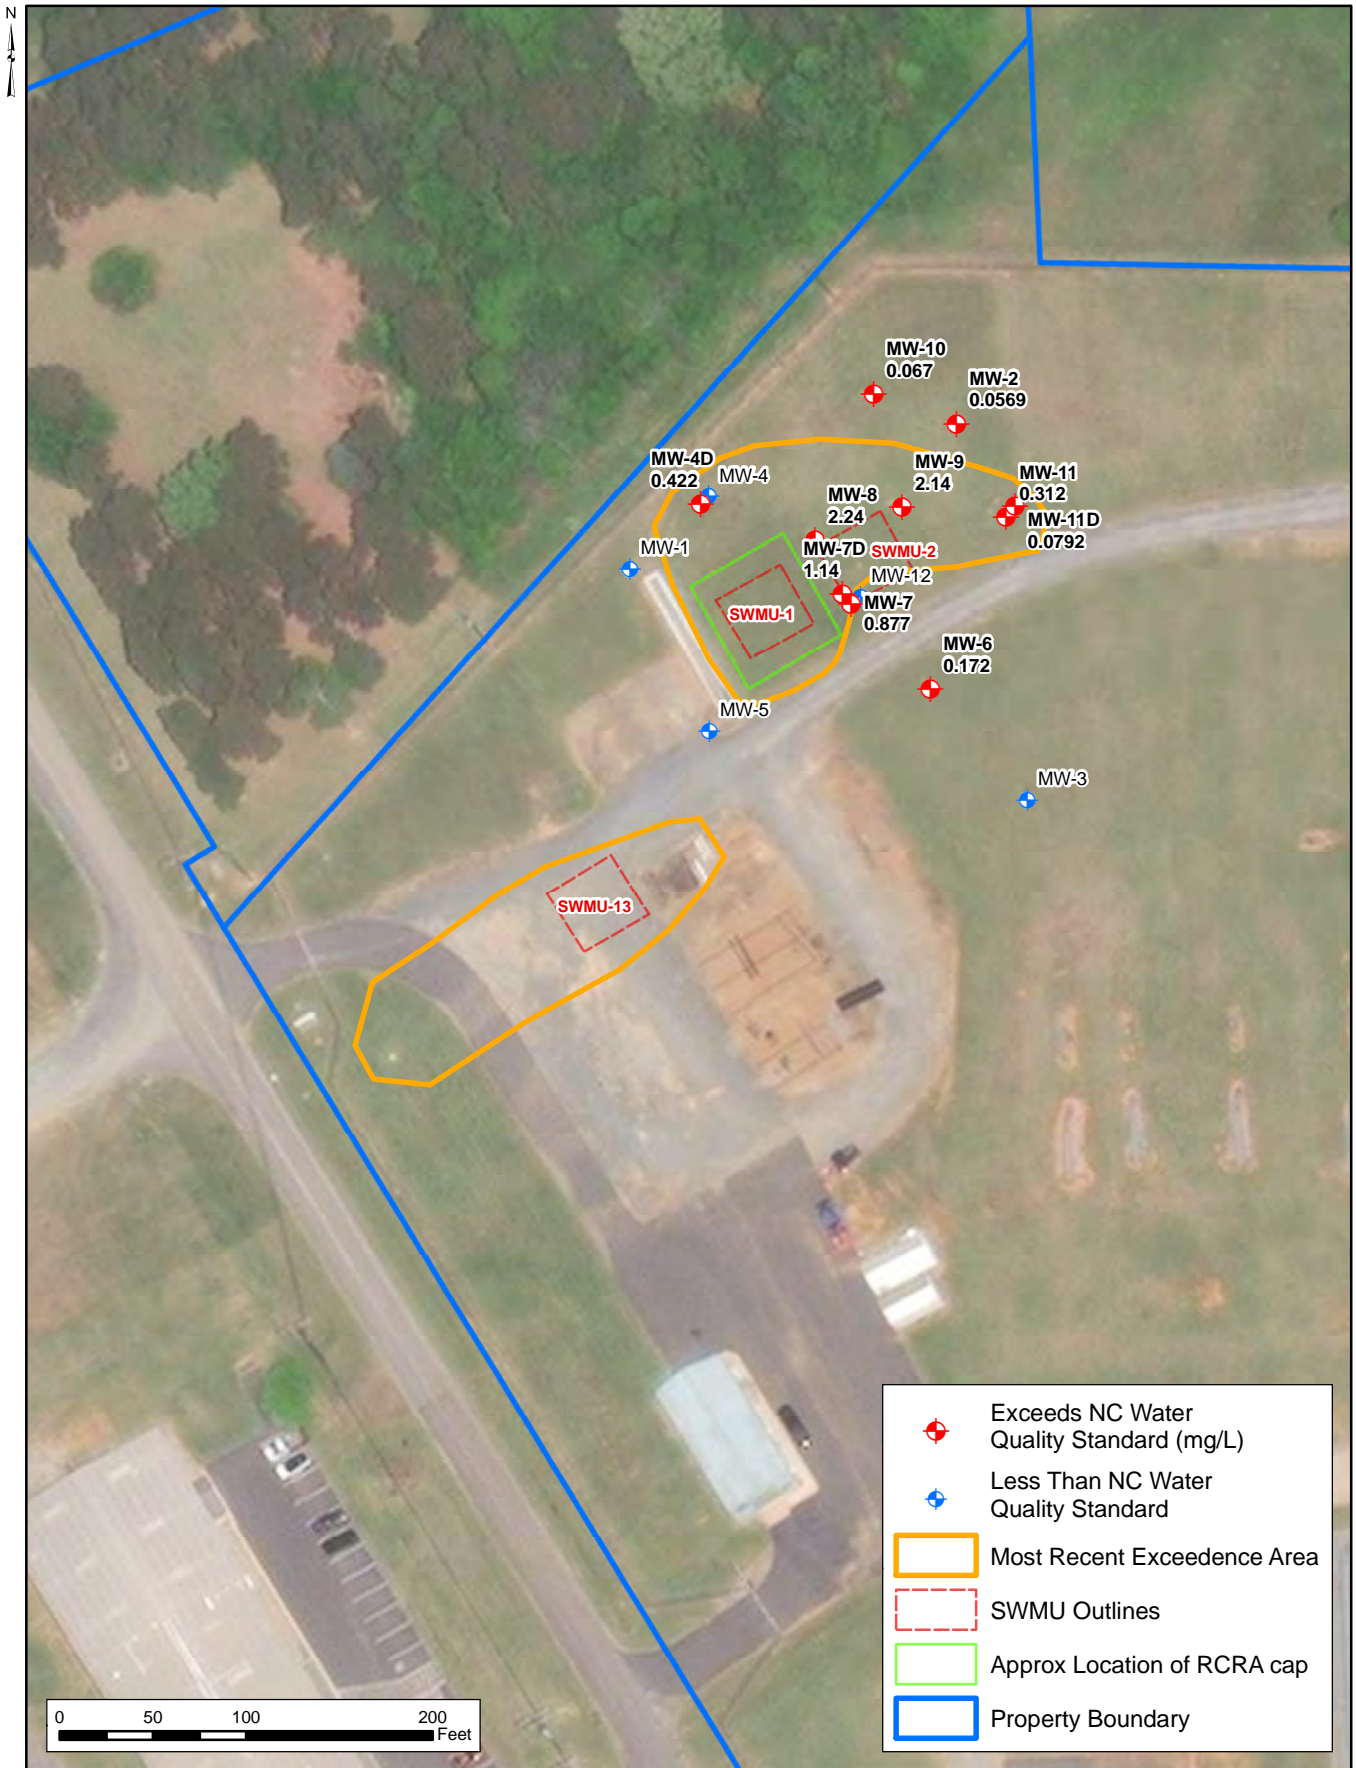 N
MW-10
0.067
MW-2
0.0569
MW-4D
0.422
MW-4
MW-9
2.14
MW-11
0.312
MW-8
2.24
MW-11D
0.0792
MW-1
MW-7D
1.14
SWMU-2
MW-12
SWMU-1
MW-7
0.877
MW-6
0.172
MW-5
MW-3
SWMU-13
Exceeds NC Water
Quality Standard (mg/L)
Less Than NC Water
Quality Standard
Most Recent Exceedence Area
SWMU Outlines
Approx Location of RCRA cap
Property Boundary
0 50 100 200
Feet